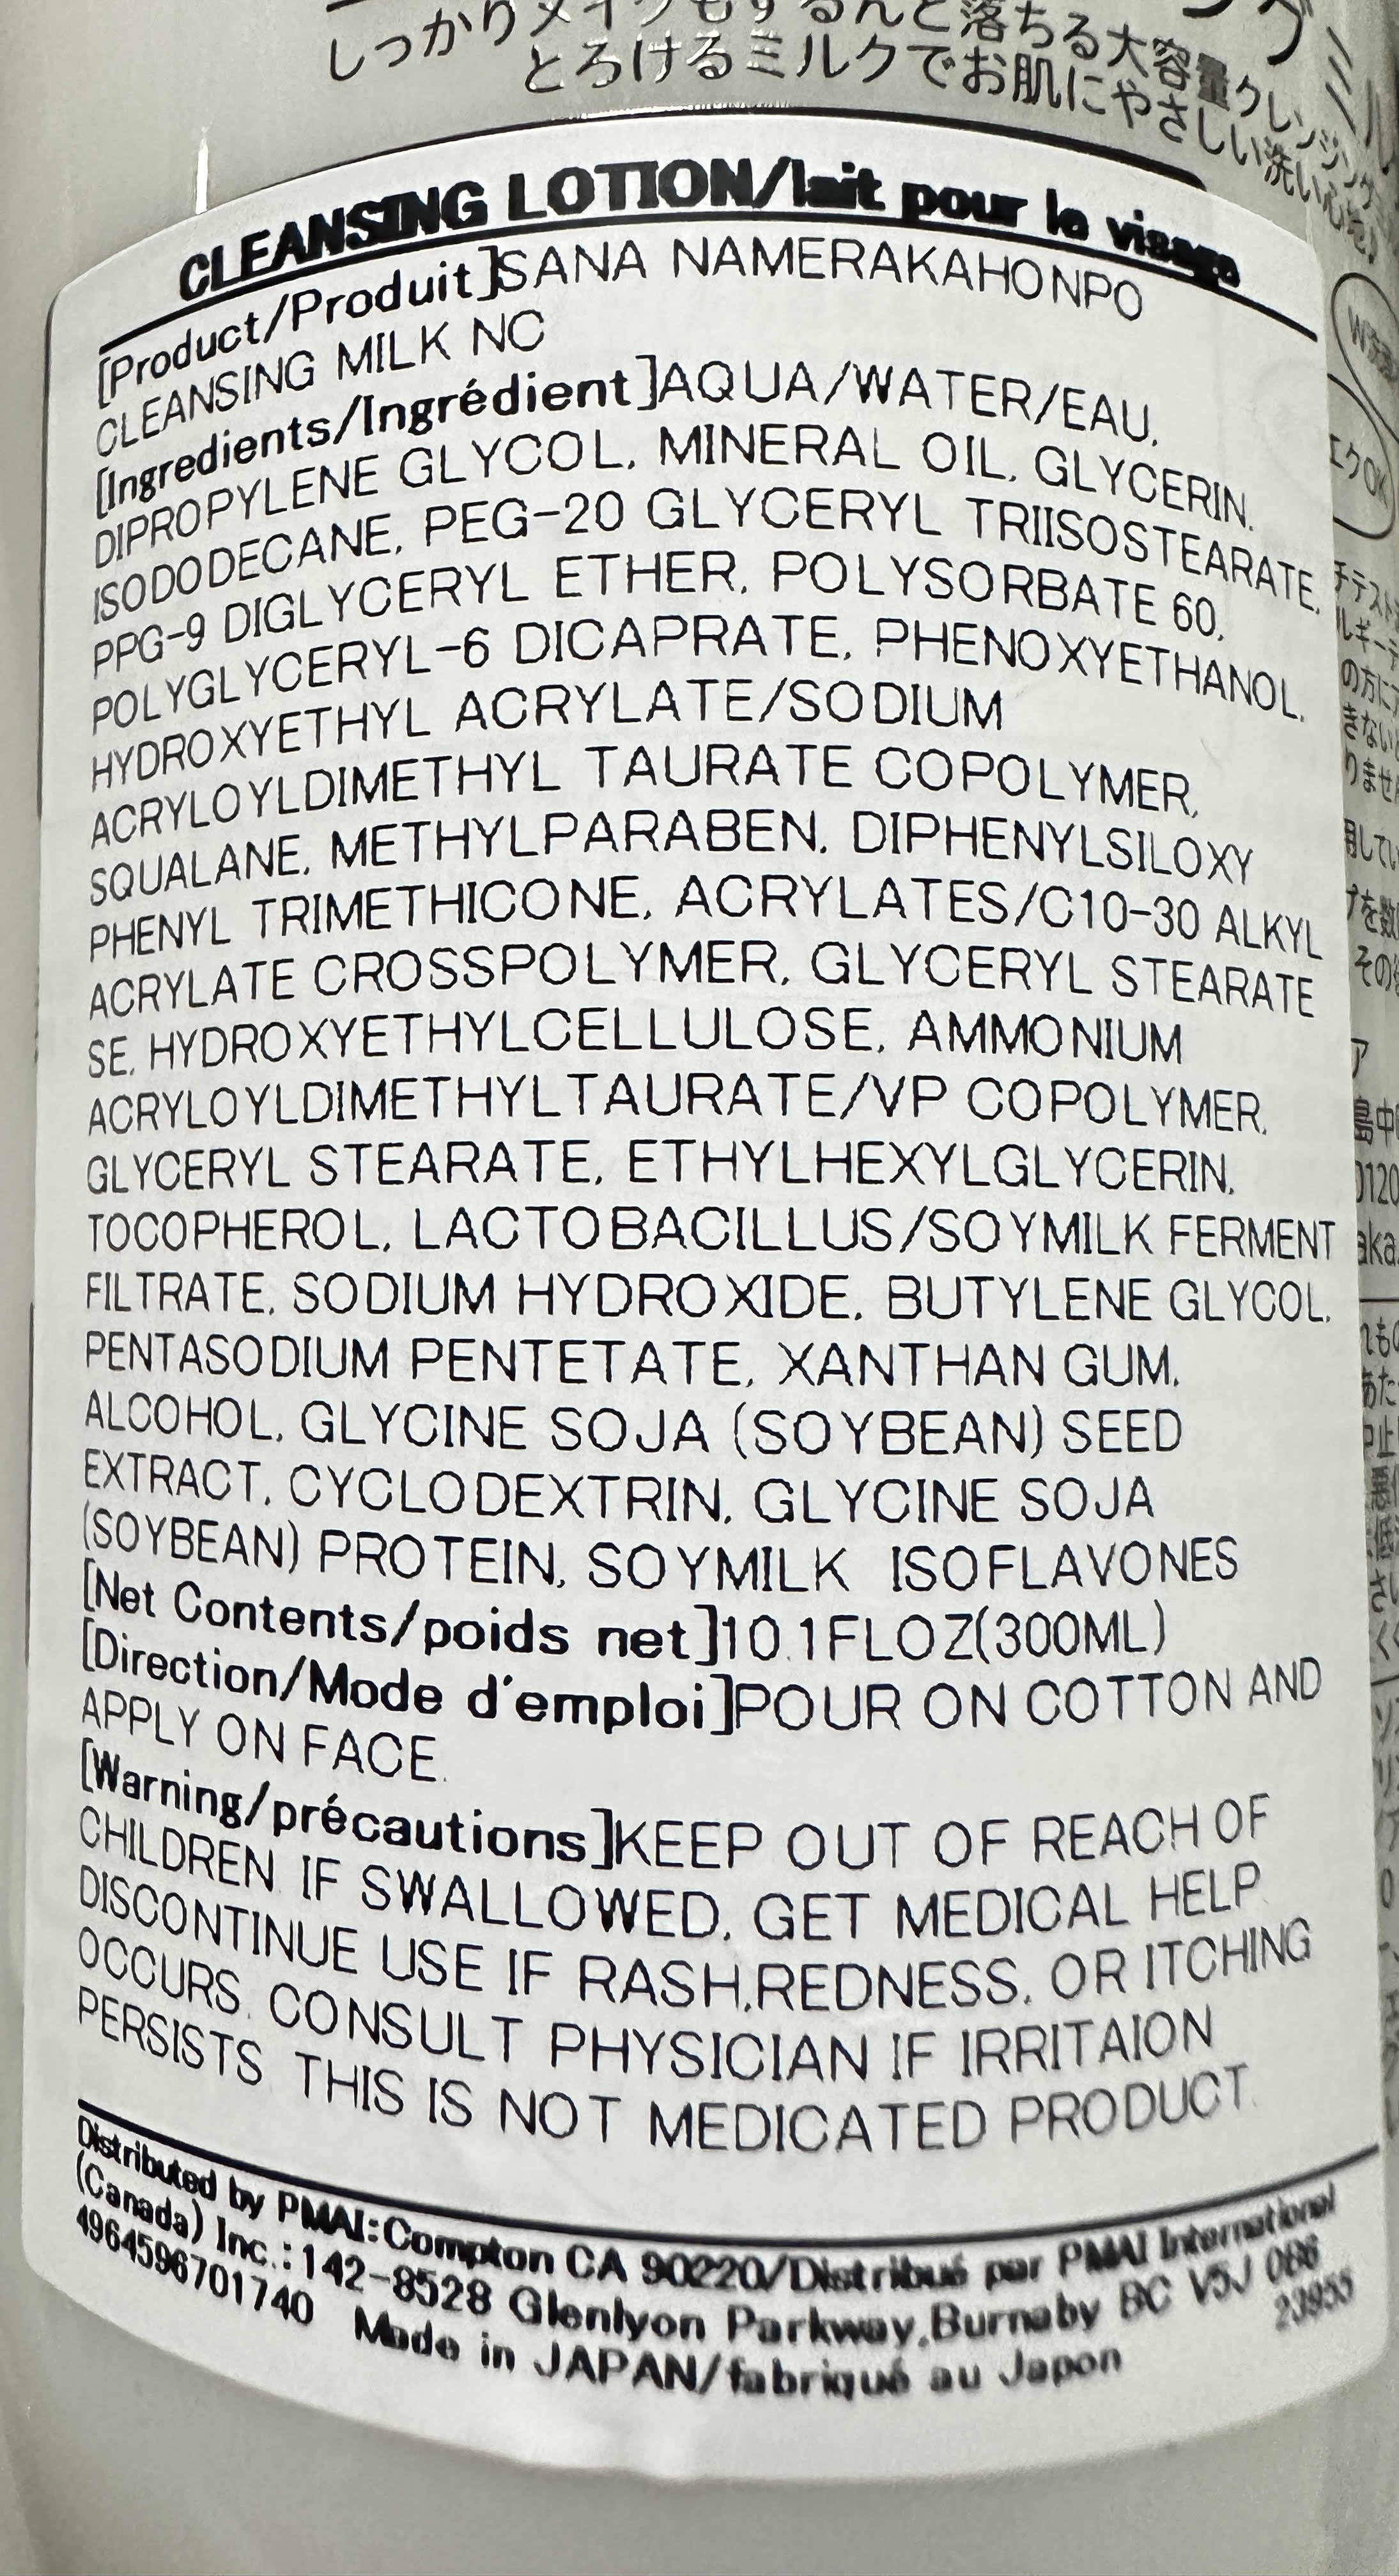 しっかりメイクもするんと落ちる大容量クレンジング
とろけるミルクでお肌にやさしい洗い心地♪
CLEANSING LOTION/lait pour le visage
[Product/Produit]SANA NAMERAKAHONPO
CLEANSING MILK NC
[Ingredients/Ingrédient]AQUA/WATER/EAU,
DIPROPYLENE GLYCOL, MINERAL OIL, GLYCERIN,
ISODODECANE, PEG-20 GLYCERYL TRIISOSTEARATE,
PPG-9 DIGLYCERYL ETHER, POLYSORBATE 60,
POLYGLYCERYL-6 DICAPRATE, PHENOXYETHANOL,
HYDROXYETHYL ACRYLATE/SODIUM
ACRYLOYLDIMETHYL TAURATE COPOLYMER,
SQUALANE, METHYLPARABEN, DIPHENYLSILOXY
PHENYL TRIMETHICONE, ACRYLATES/C10-30 ALKYL
ACRYLATE CROSSPOLYMER, GLYCERYL STEARATE
SE, HYDROXYETHYLCELLULOSE, AMMONIUM
ACRYLOYLDIMETHYLTAURATE/VP COPOLYMER,
GLYCERYL STEARATE, ETHYLHEXYLGLYCERIN,
TOCOPHEROL, LACTOBACILLUS/SOYMILK FERMENT
FILTRATE, SODIUM HYDROXIDE, BUTYLENE GLYCOL,
PENTASODIUM PENTETATE, XANTHAN GUM,
ALCOHOL, GLYCINE SOJA (SOYBEAN) SEED
EXTRACT, CYCLODEXTRIN, GLYCINE SOJA
(SOYBEAN) PROTEIN, SOYMILK ISOFLAVONES
[Net Contents/poids net]10.1FLOZ(300ML)
[Direction/Mode d'emploi]POUR ON COTTON AND
APPLY ON FACE.
[Warning/précautions]KEEP OUT OF REACH OF
CHILDREN. IF SWALLOWED, GET MEDICAL HELP.
DISCONTINUE USE IF RASH,REDNESS, OR ITCHING
OCCURS. CONSULT PHYSICIAN IF IRRITAION
PERSISTS. THIS IS NOT MEDICATED PRODUCT.
Distributed by PMAI:Compton CA 90220/Distribué par PMAI International
(Canada) Inc.:142-8528 Glenlyon Parkway,Burnaby BC V5J 0B6
4964596701740 Made in JAPAN/fabriqué au Japon 23955